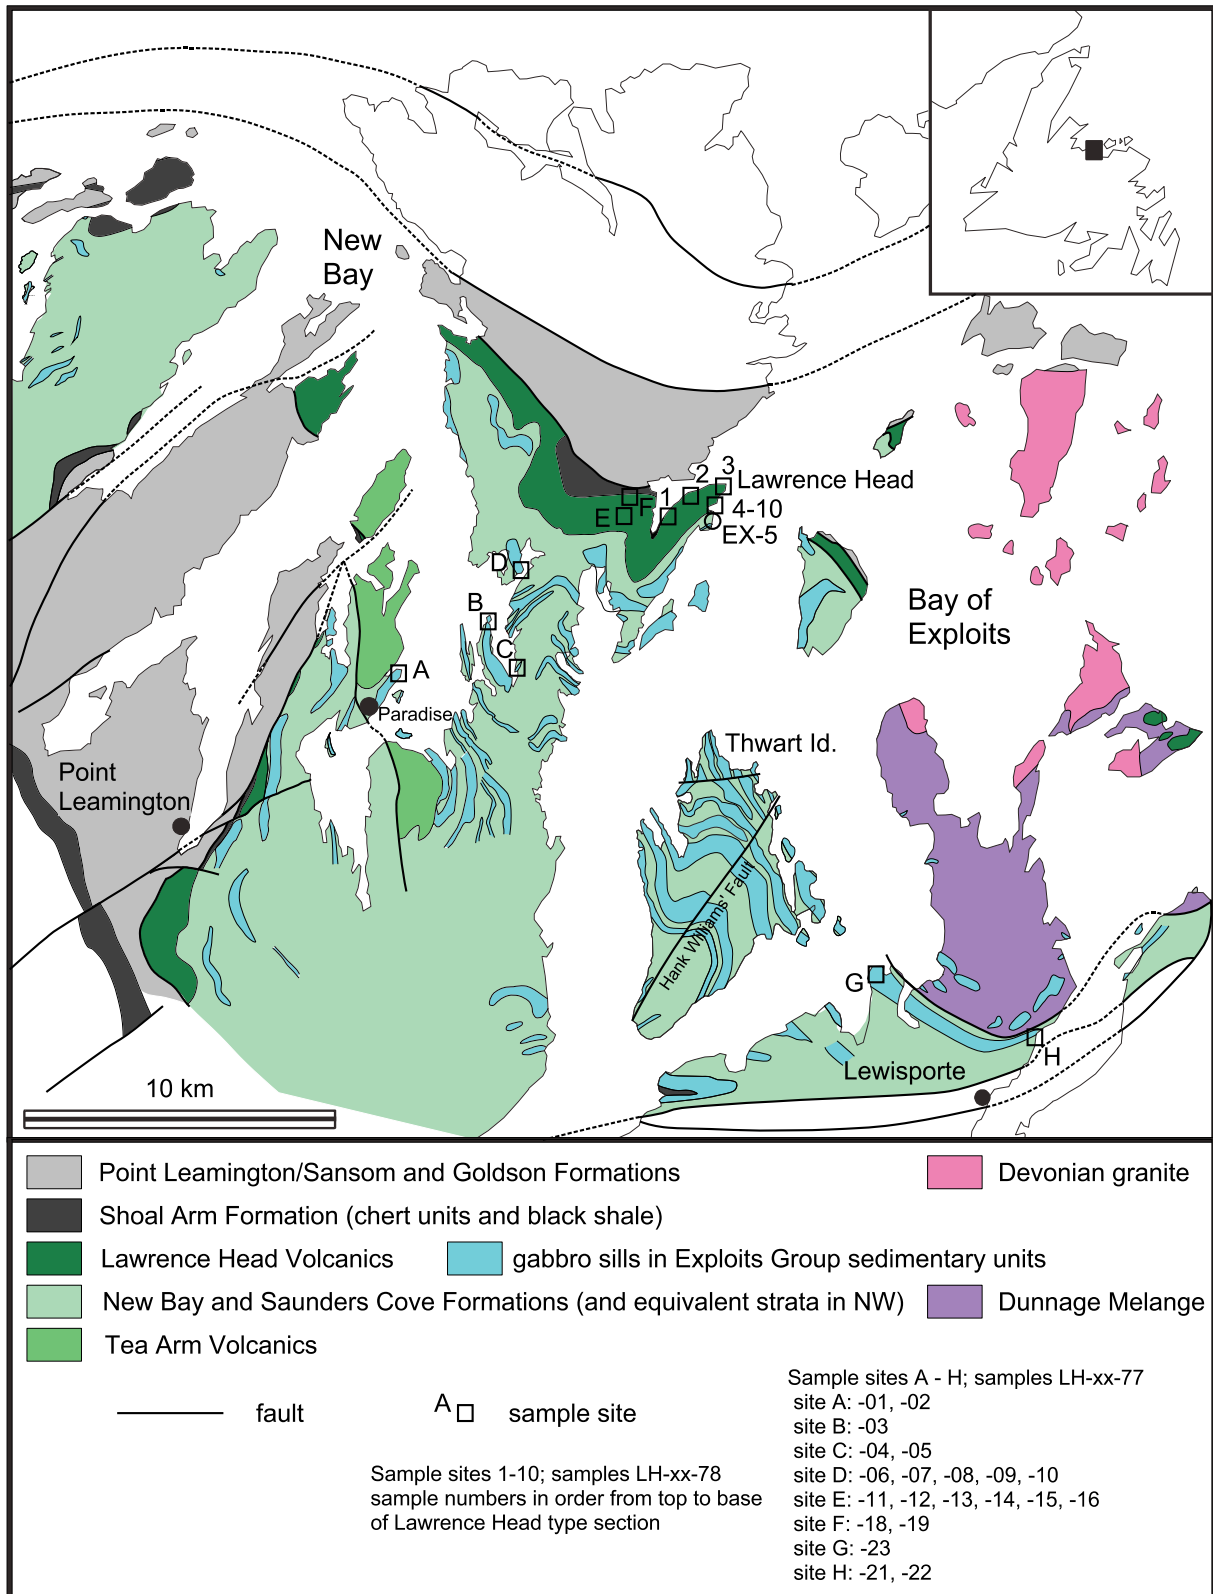 New
Bay
3
2
Lawrence Head
1
F
4-10
E
EX-5
D
B
Bay of
Exploits
C
A
Paradise
Thwart Id.
Point
Leamington
Hank Williams' Fault
G
H
Lewisporte
10 km
Point Leamington/Sansom and Goldson Formations
Devonian granite
Shoal Arm Formation (chert units and black shale)
Lawrence Head Volcanics
gabbro sills in Exploits Group sedimentary units
New Bay and Saunders Cove Formations (and equivalent strata in NW)
Dunnage Melange
Tea Arm Volcanics
fault
A
sample site
Sample sites 1-10; samples LH-xx-78
sample numbers in order from top to base
of Lawrence Head type section
Sample sites A - H; samples LH-xx-77
site A: -01, -02
site B: -03
site C: -04, -05
site D: -06, -07, -08, -09, -10
site E: -11, -12, -13, -14, -15, -16
site F: -18, -19
site G: -23
site H: -21, -22